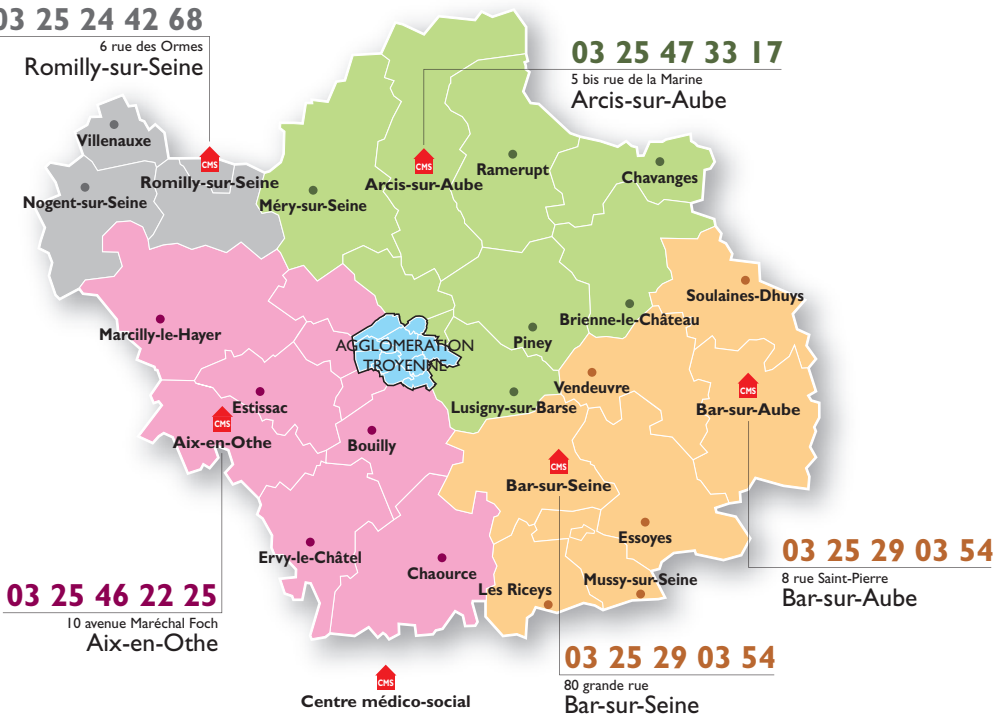 03 25 24 42 68
6 rue des Ormes
Romilly-sur-Seine
03 25 47 33 17
5 bis rue de la Marine
Arcis-sur-Aube
Villenauxe
CMS
Romilly-sur-Seine
Nogent-sur-Seine
Méry-sur-Seine
CMS
Arcis-sur-Aube
Ramerupt
Chavanges
Soulaines-Dhuys
Brienne-le-Château
Marcilly-le-Hayer
AGGLOMERATION
TROYENNE
Piney
Vendeuvre
CMS
Bar-sur-Aube
Lusigny-sur-Barse
Estissac
CMS
Aix-en-Othe
Bouilly
CMS
Bar-sur-Seine
Essoyes
Ervy-le-Châtel
Chaource
Les Riceys
Mussy-sur-Seine
03 25 29 03 54
8 rue Saint-Pierre
Bar-sur-Aube
03 25 46 22 25
10 avenue Maréchal Foch
Aix-en-Othe
03 25 29 03 54
80 grande rue
Bar-sur-Seine
CMS
Centre médico-social